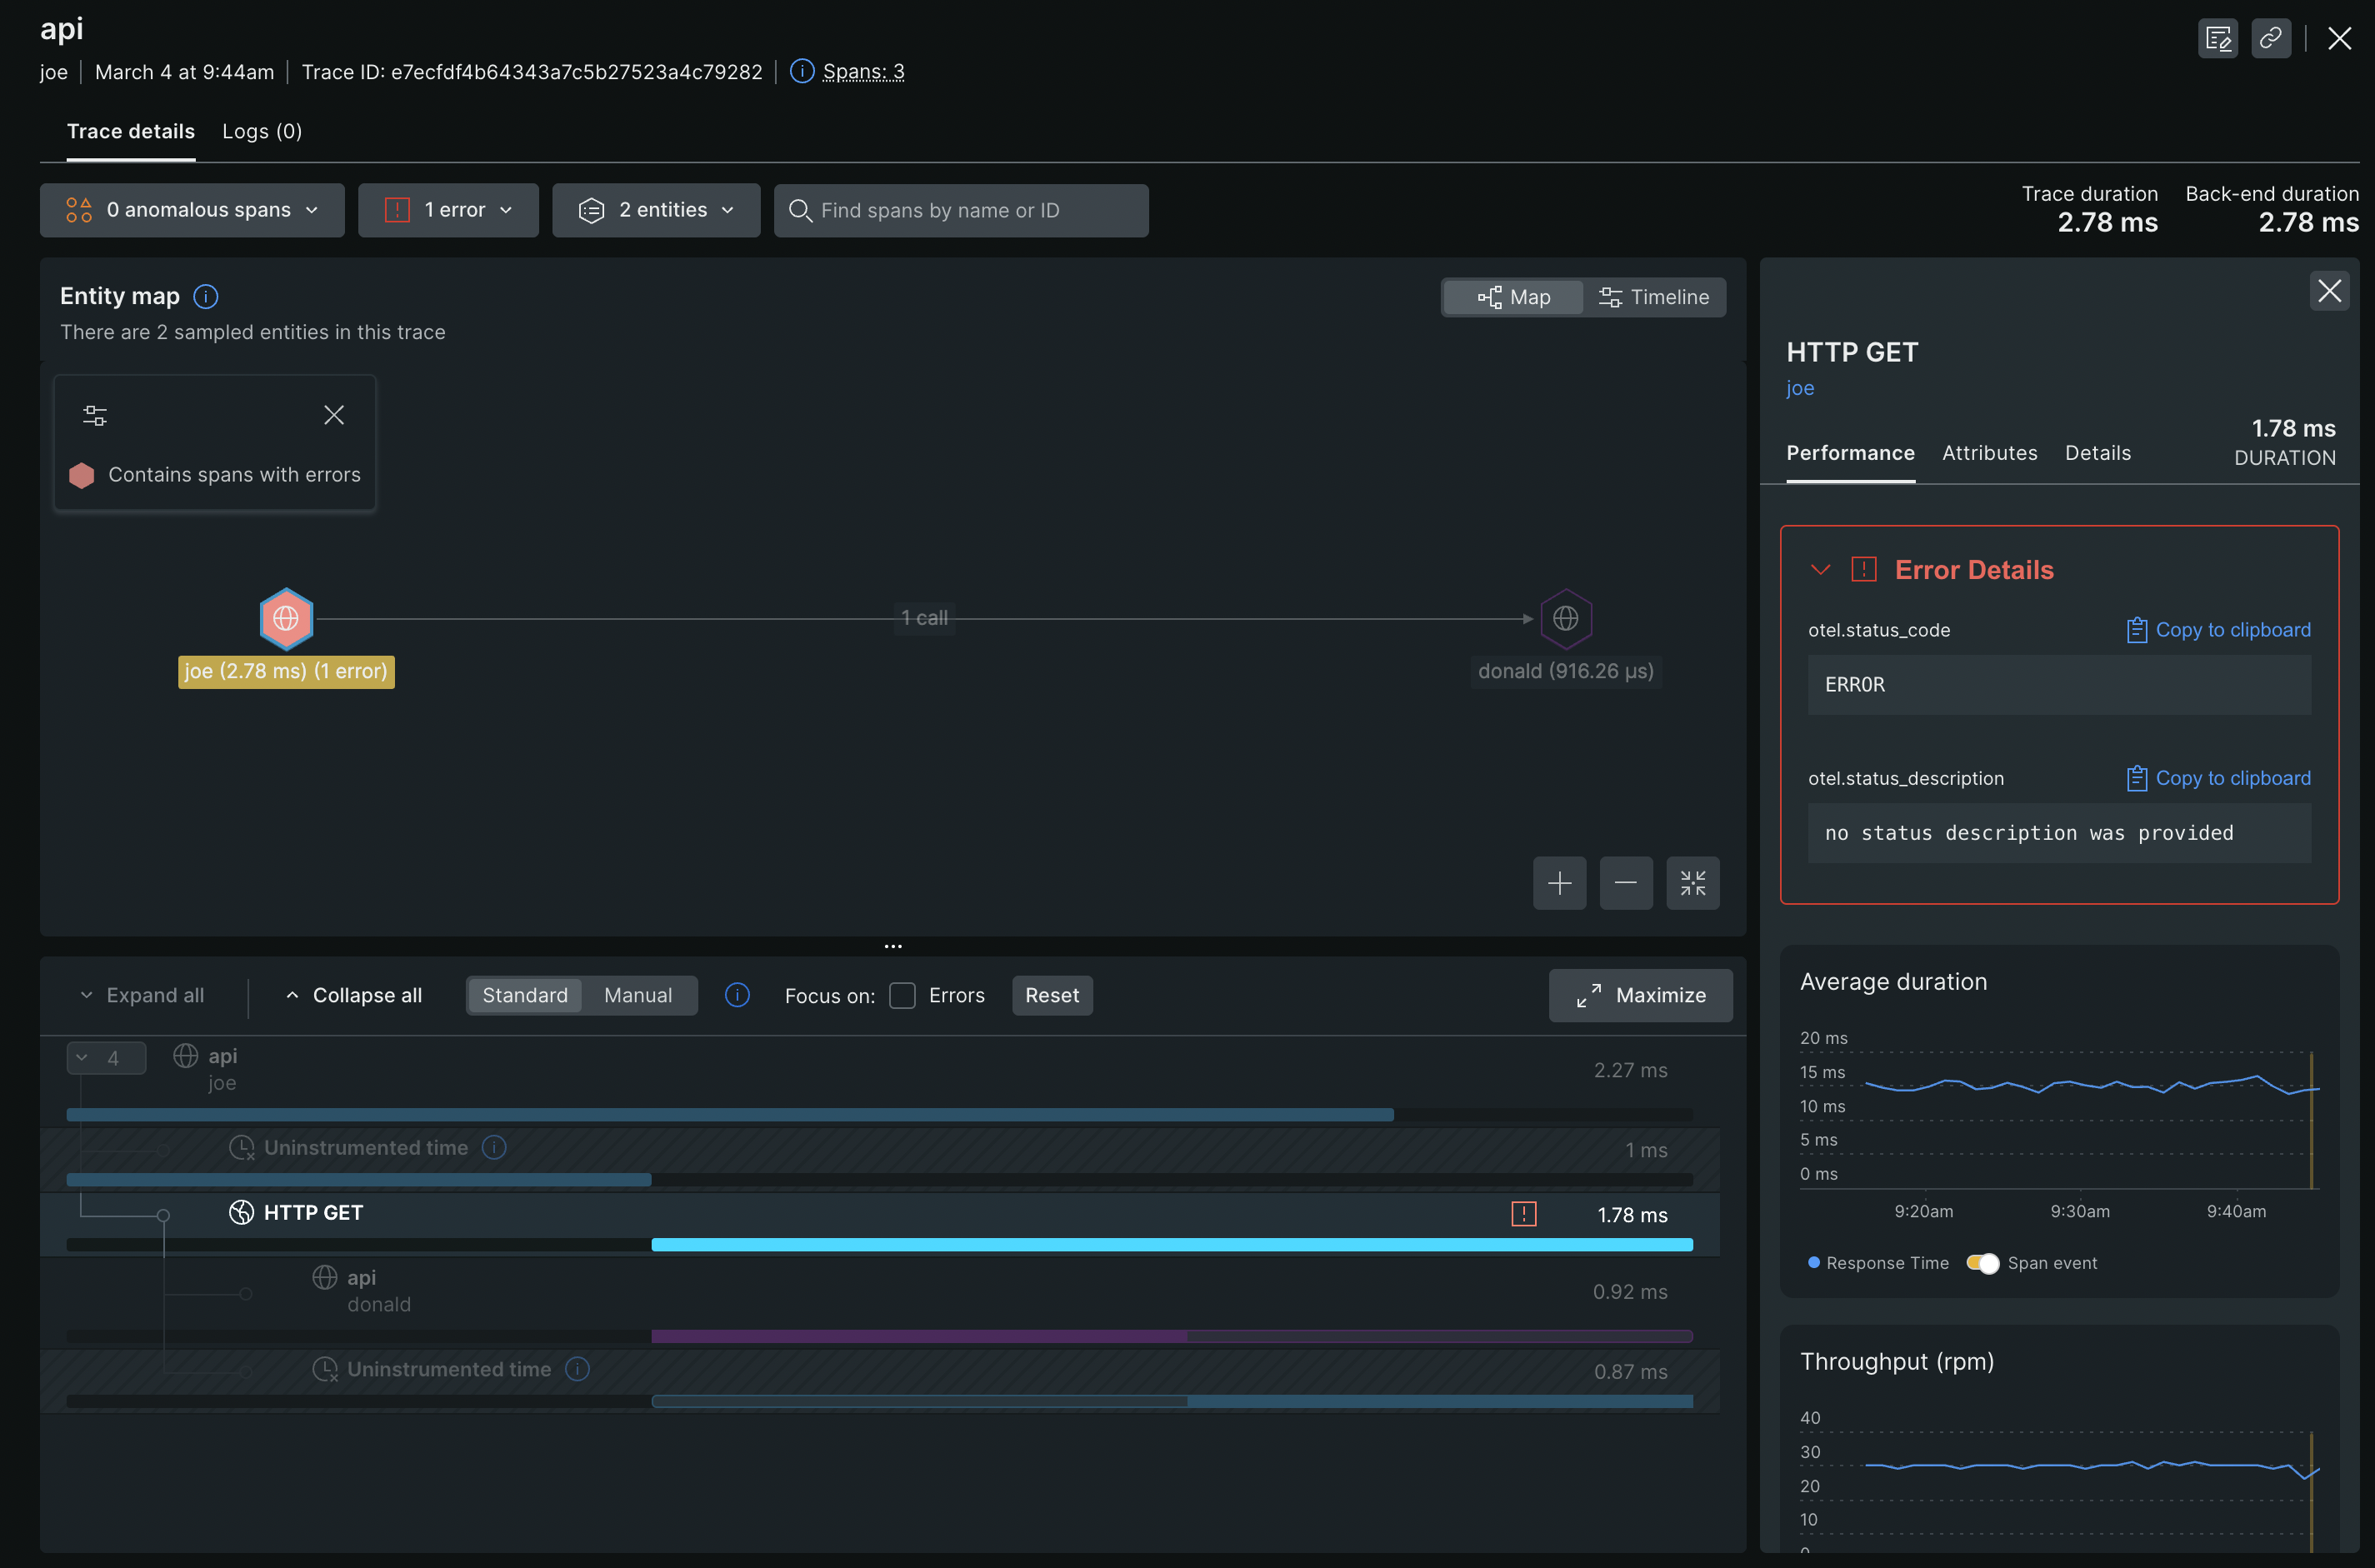 api
joe | March 4 at 9:44am | Trace ID: e7ecfdf4b64343a7c5b27523a4c79282 | Spans: 3
Trace details Logs (0)
0 anomalous spans 1 error 2 entities Find spans by name or ID
Trace duration Back-end duration
2.78 ms 2.78 ms
Entity map
There are 2 sampled entities in this trace
Map Timeline
Contains spans with errors
1 call
joe (2.78 ms) (1 error)
donald (916.26 µs)
Expand all Collapse all Standard Manual Focus on: Errors Reset Maximize
4 api
joe
2.27 ms
Uninstrumented time
1 ms
HTTP GET
1.78 ms
api
donald
0.92 ms
Uninstrumented time
0.87 ms
HTTP GET
joe
1.78 ms
DURATION
Performance Attributes Details
Error Details
otel.status_code Copy to clipboard
ERROR
otel.status_description Copy to clipboard
no status description was provided
Average duration
20 ms
15 ms
10 ms
5 ms
0 ms
9:20am 9:30am 9:40am
Response Time Span event
Throughput (rpm)
40
30
20
10
0